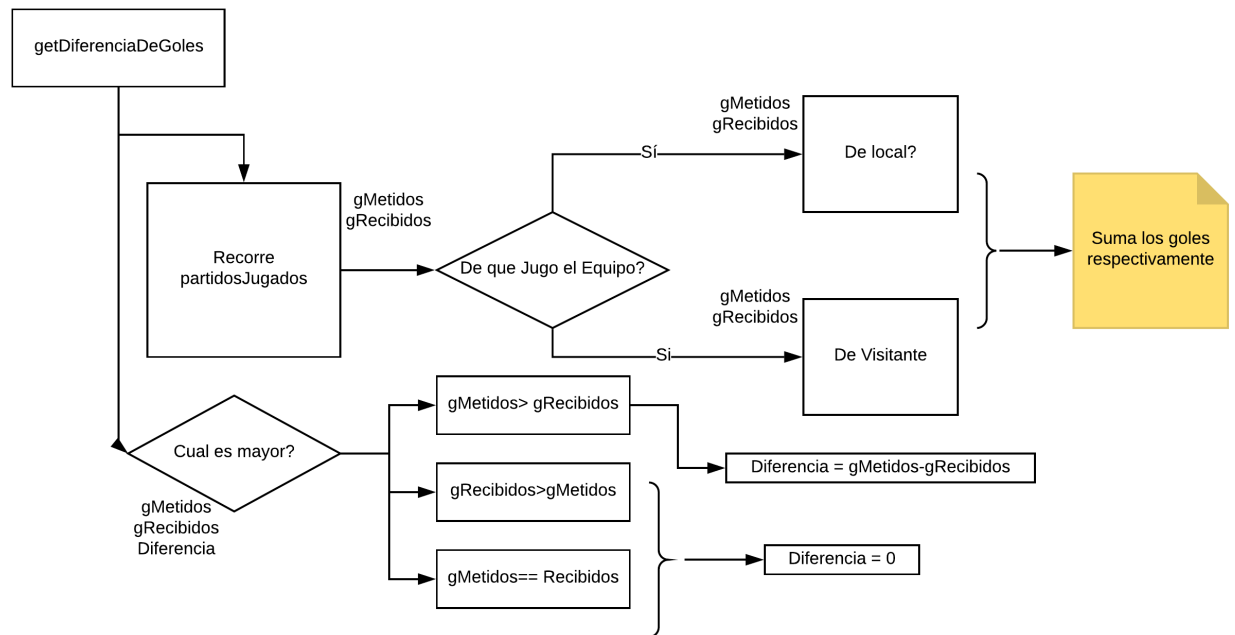 getDiferenciaDeGoles
gMetidos
gRecibidos
De local?
Sí
Recorre
partidosJugados
gMetidos
gRecibidos
De que Jugo el Equipo?
Suma los goles
respectivamente
gMetidos
gRecibidos
Si
De Visitante
Cual es mayor?
gMetidos
gRecibidos
Diferencia
gMetidos> gRecibidos
Diferencia = gMetidos-gRecibidos
gRecibidos>gMetidos
gMetidos== Recibidos
Diferencia = 0